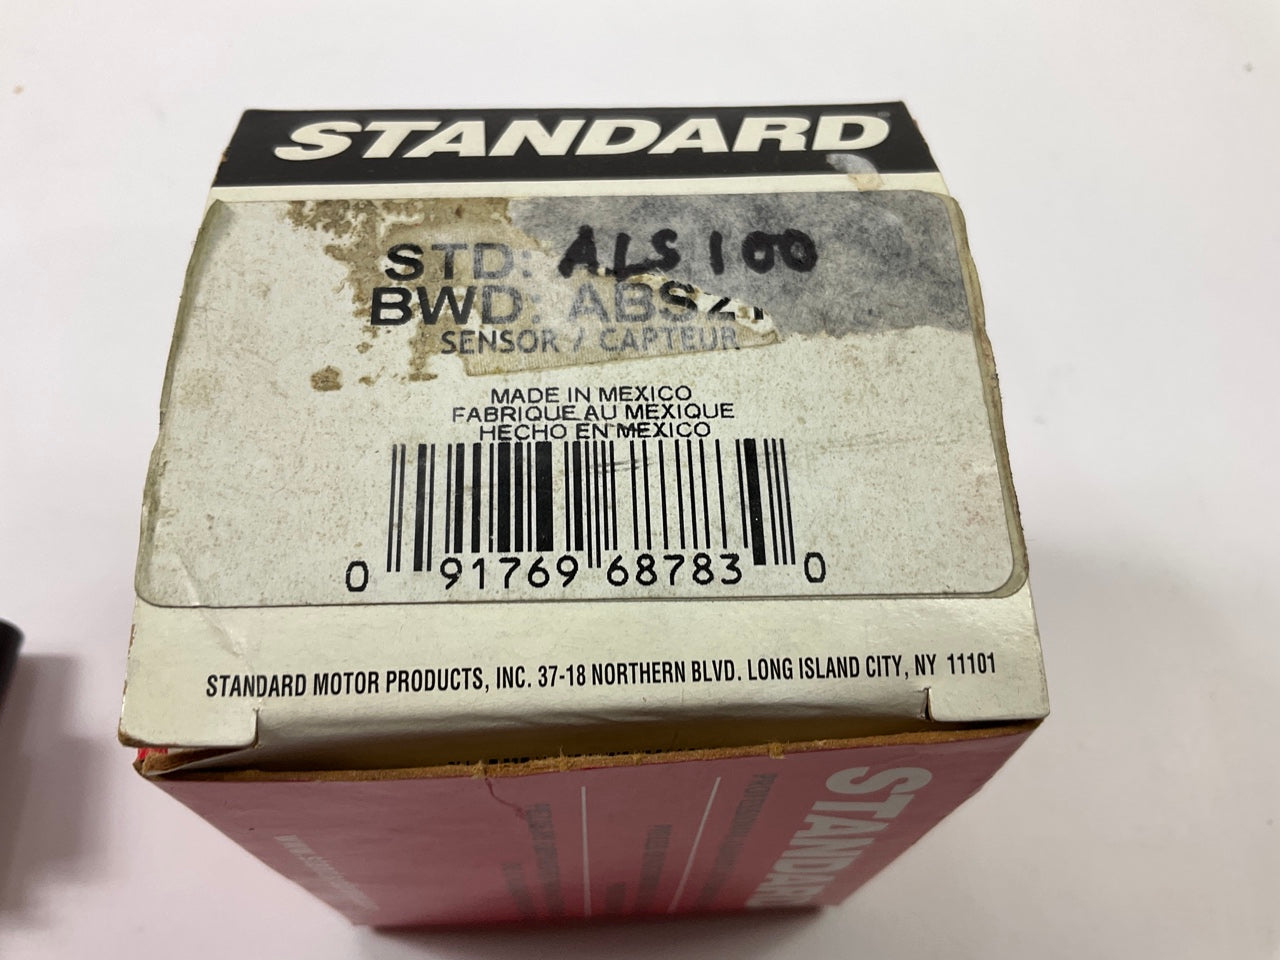 STANDARD®
STD: ALS100
BWD: ABS21
SENSOR / CAPTEUR
MADE IN MEXICO
FABRIQUE AU MEXIQUE
HECHO EN MEXICO
0 91769 68783 0
STANDARD MOTOR PRODUCTS, INC. 37-18 NORTHERN BLVD. LONG ISLAND CITY, NY 11101
STANDARD